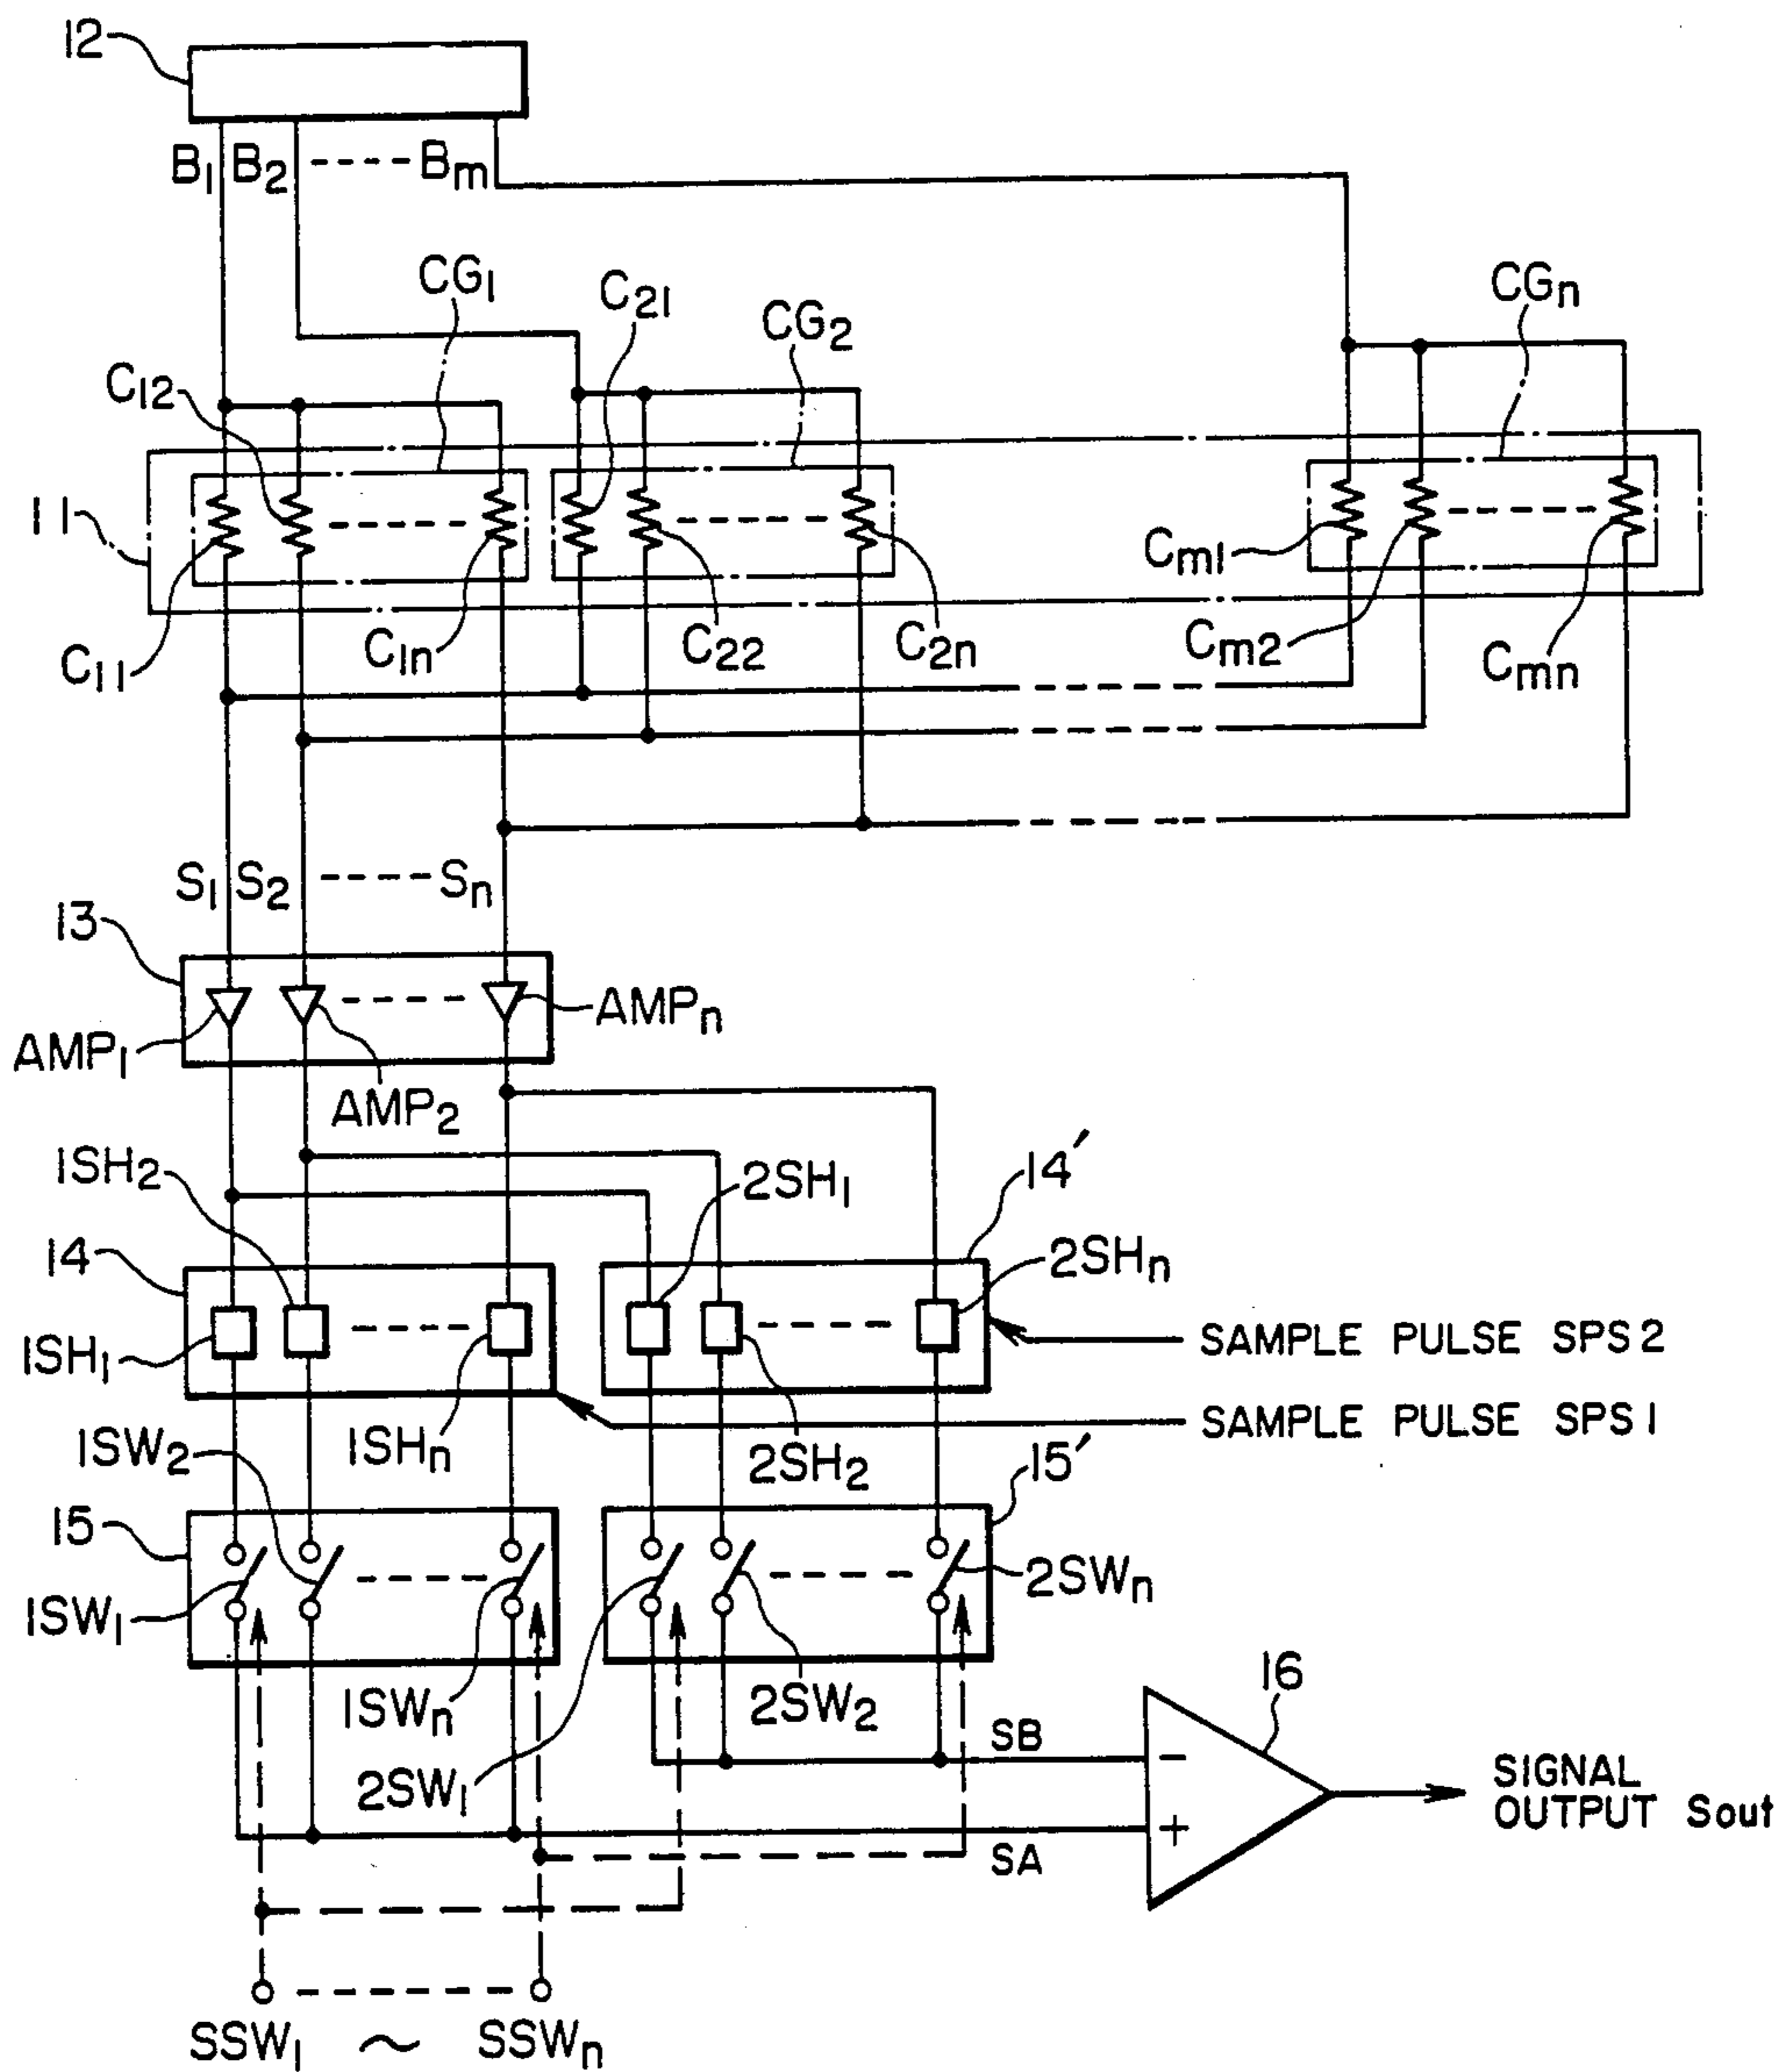 12
B1 B2 ---- Bm
CG1
C21
CG2
CGn
C12
11
Cm1
C11
C1n
C22
C2n
Cm2
Cmn
S1 S2 ---- Sn
13
AMPn
AMP1
AMP2
1SH2
2SH1
14'
14
2SHn
1SH1
SAMPLE PULSE SPS2
SAMPLE PULSE SPS1
1SW2
1SHn
2SH2
15'
15
2SWn
1SW1
1SWn
2SW2
16
SB
2SW1
SIGNAL
OUTPUT Sout
−
+
SA
SSW1 ~ SSWn